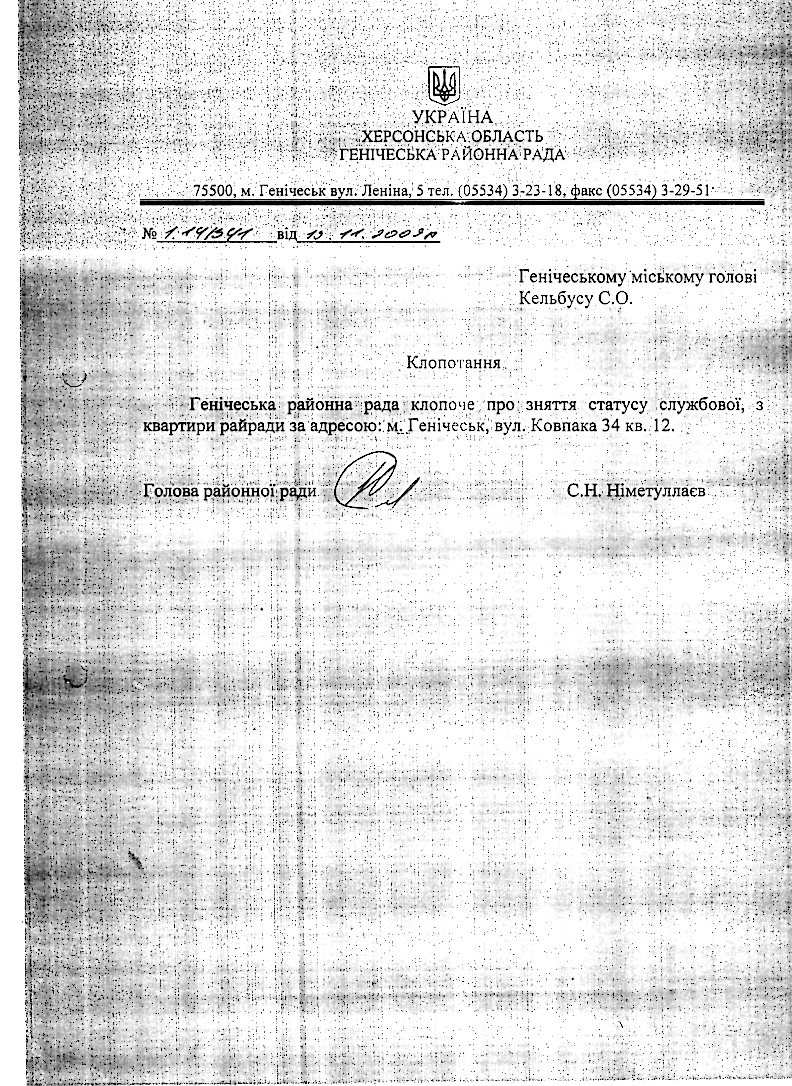 УКРАЇНА
ХЕРСОНСЬКА ОБЛАСТЬ
ГЕНІЧЕСЬКА РАЙОННА РАДА
75500, м. Генічеськ вул. Леніна, 5 тел. (05534) 3-23-18, факс (05534) 3-29-51
№ 1.14/341 від 13.11.2009р
Генічеському міському голові
Кельбусу С.О.
Клопотання
Генічеська районна рада клопоче про зняття статусу службової, з
квартири райради за адресою: м. Генічеськ, вул. Ковпака 34 кв. 12.
Голова районної ради С.Н. Німетуллаєв